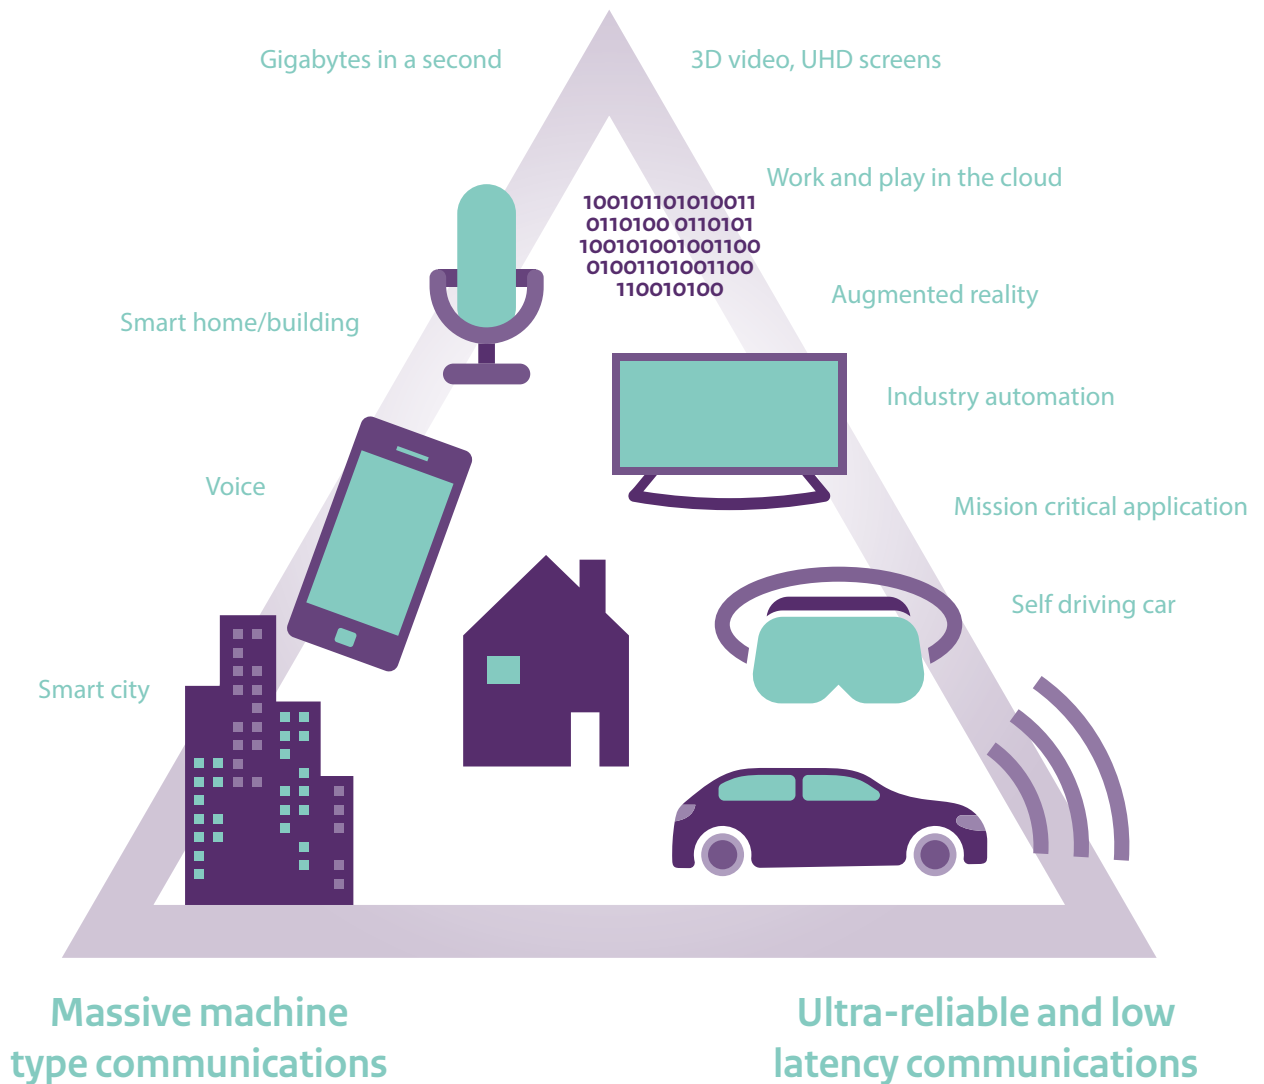 Gigabytes in a second
3D video, UHD screens
Work and play in the cloud
100101101010011
0110100 0110101
100101001001100
01001101001100
110010100
Augmented reality
Smart home/building
Industry automation
Voice
Mission critical application
Self driving car
Smart city
Massive machine
type communications
Ultra-reliable and low
latency communications